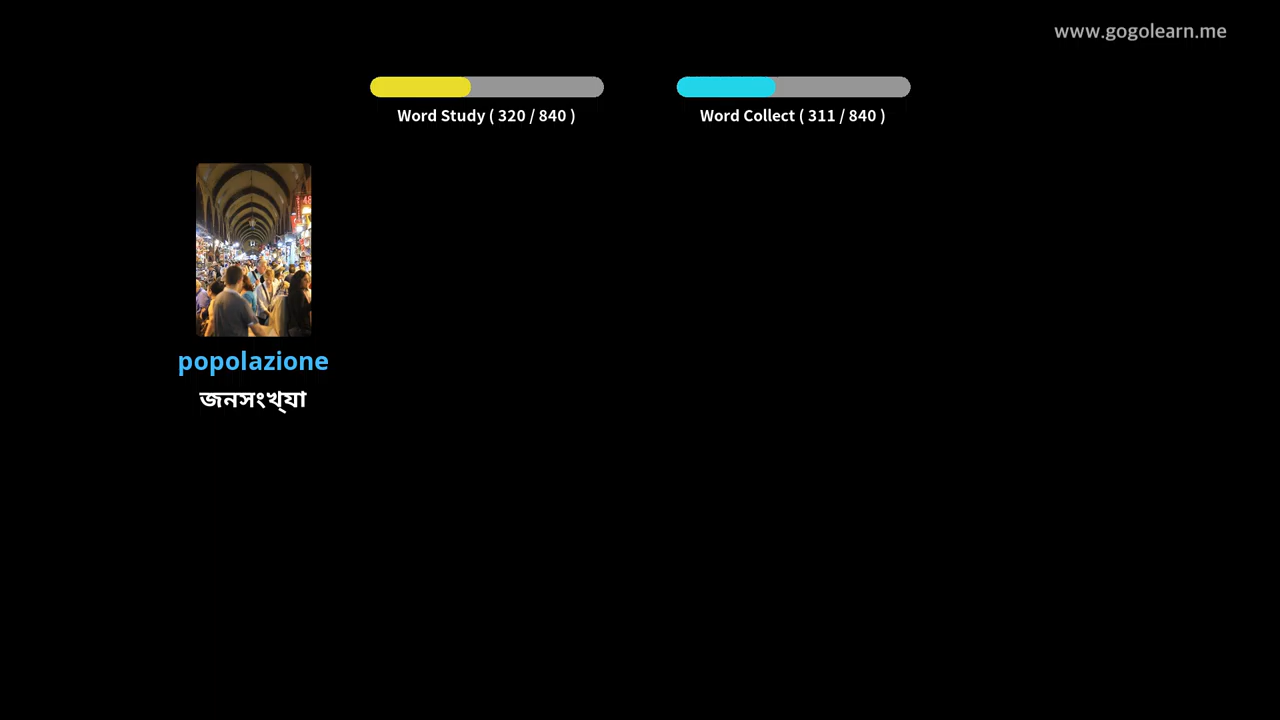 www.gogolearn.me
Word Study ( 320 / 840 )
Word Collect ( 311 / 840 )
popolazione
জনসংখ্যা